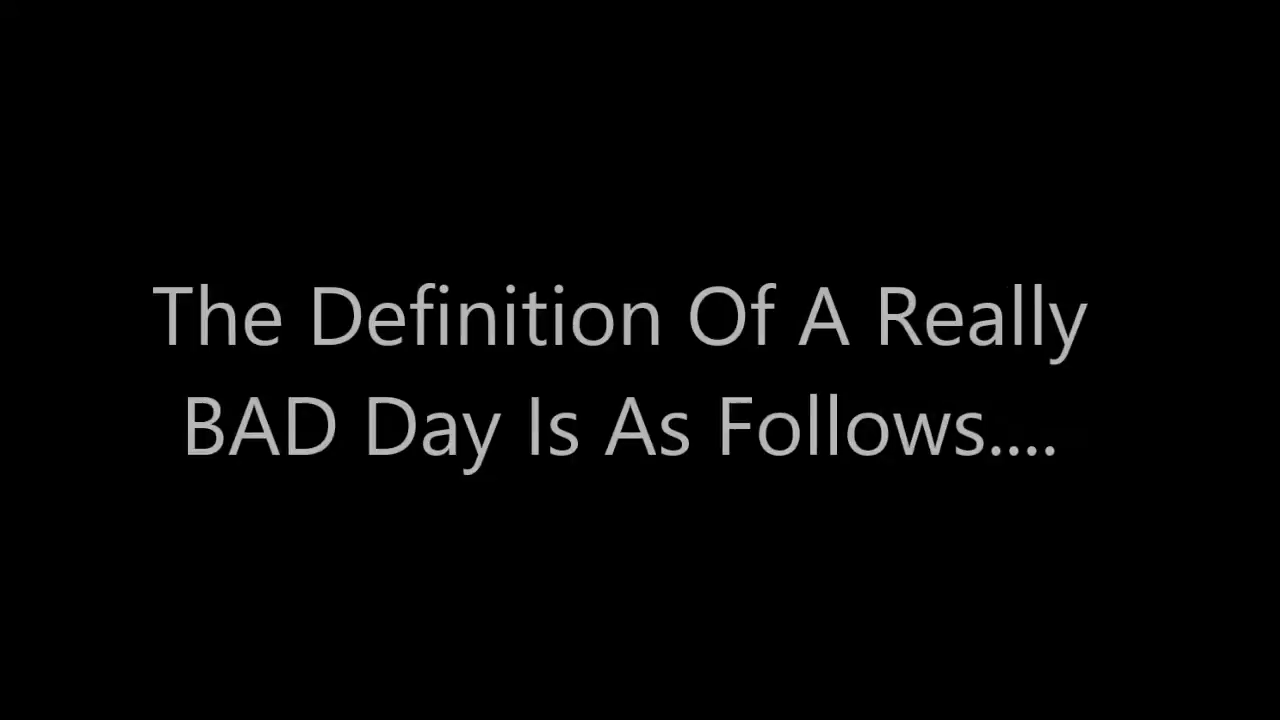 The Definition Of A Really
BAD Day Is As Follows....